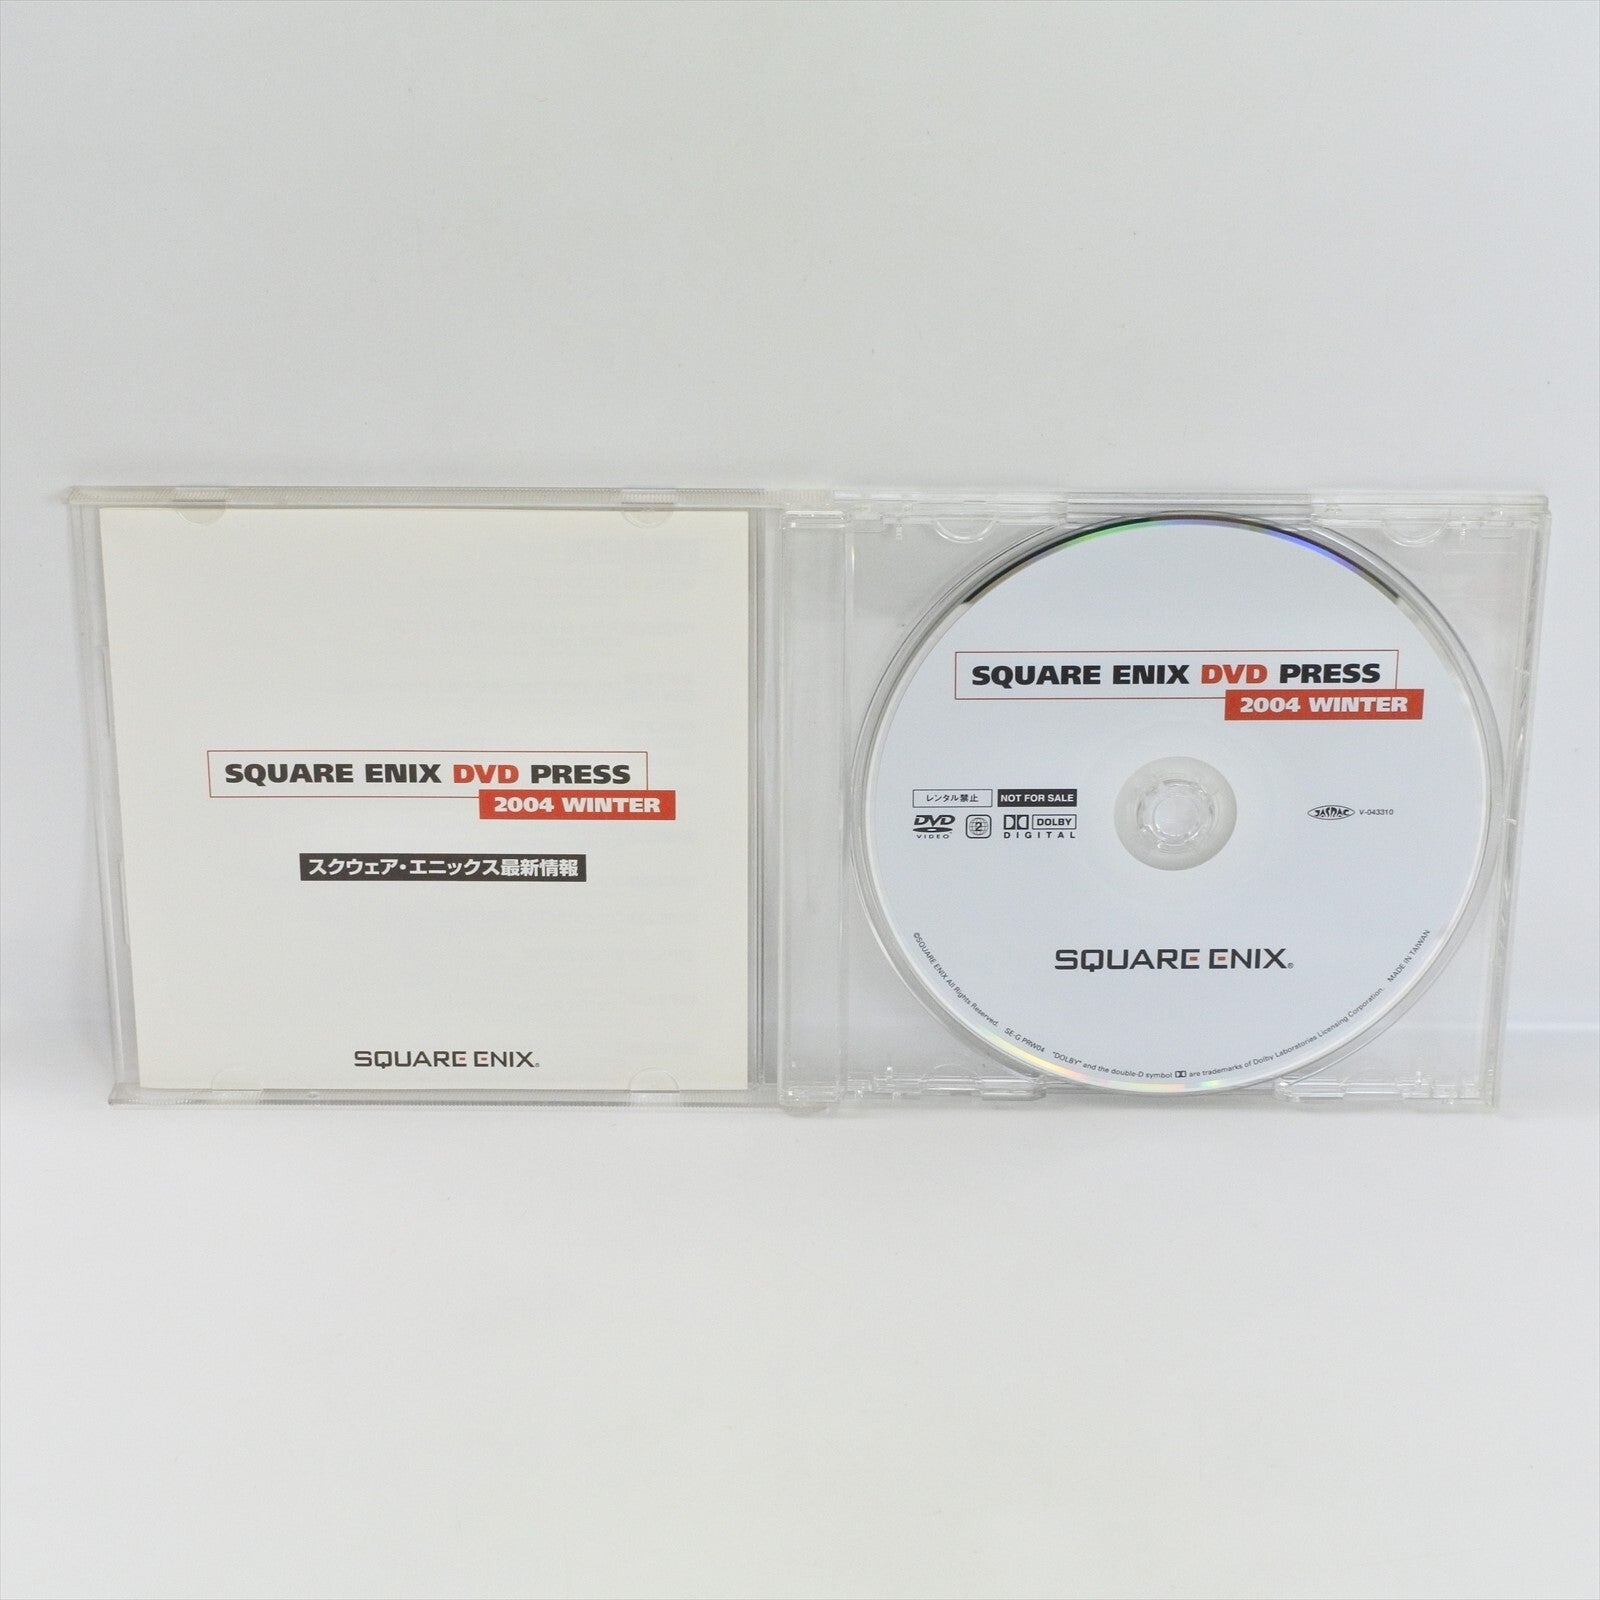 SQUARE ENIX DVD PRESS
2004 WINTER
スクウェア・エニックス最新情報
SQUARE ENIX®
SQUARE ENIX DVD PRESS
2004 WINTER
レンタル禁止 NOT FOR SALE
DVD VIDEO 2 DOLBY DIGITAL
JASRAC V-043310
SQUARE ENIX®
©SQUARE ENIX All Rights Reserved. SE-G PRW04 "DOLBY" and the double-D symbol are trademarks of Dolby Laboratories Licensing Corporation. MADE IN TAIWAN